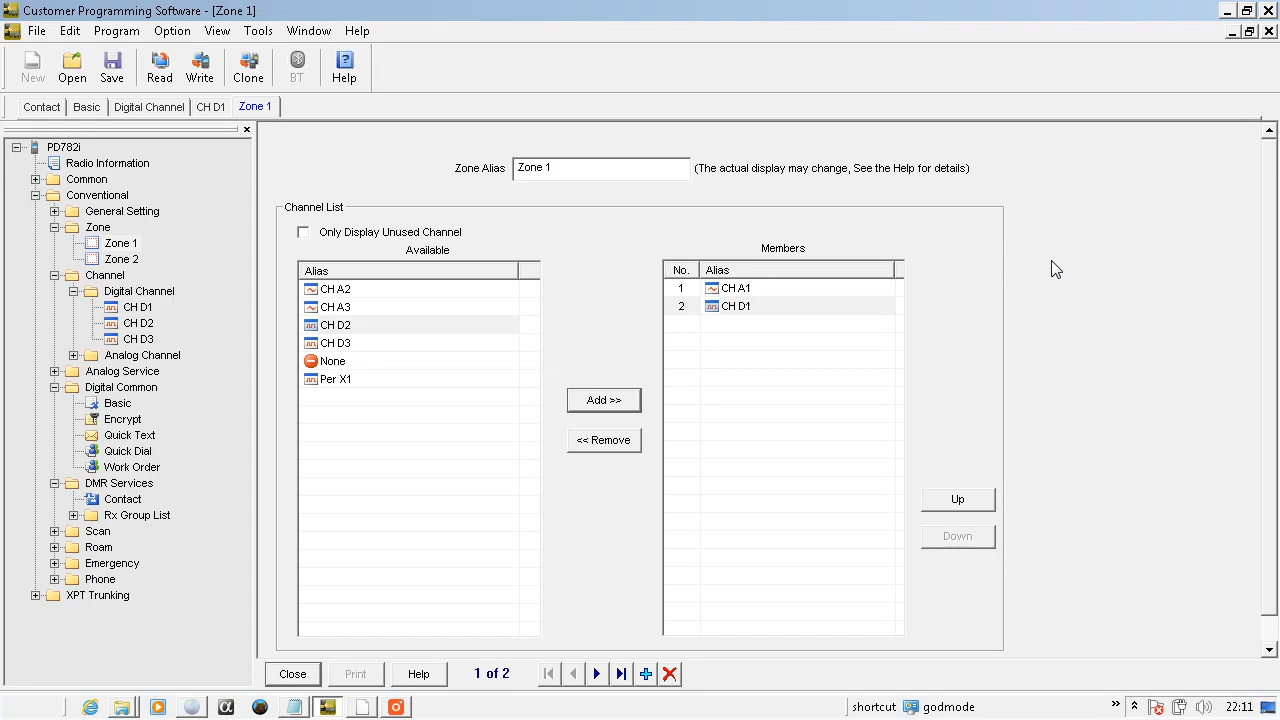 Customer Programming Software - [Zone 1]
File Edit Program Option View Tools Window Help
New Open Save Read Write Clone BT Help
Contact Basic Digital Channel CH D1 Zone 1
PD782i
Radio Information
Common
Conventional
General Setting
Zone
Zone 1
Zone 2
Channel
Digital Channel
CH D1
CH D2
CH D3
Analog Channel
Analog Service
Digital Common
Basic
Encrypt
Quick Text
Quick Dial
Work Order
DMR Services
Contact
Rx Group List
Scan
Roam
Emergency
Phone
XPT Trunking
Zone Alias Zone 1 (The actual display may change, See the Help for details)
Channel List
Only Display Unused Channel
Available
Alias
CH A2
CH A3
CH D2
CH D3
None
Per X1
Add >>
<< Remove
Members
No. Alias
1 CH A1
2 CH D1
Up
Down
Close Print Help 1 of 2
shortcut godmode » 22:11